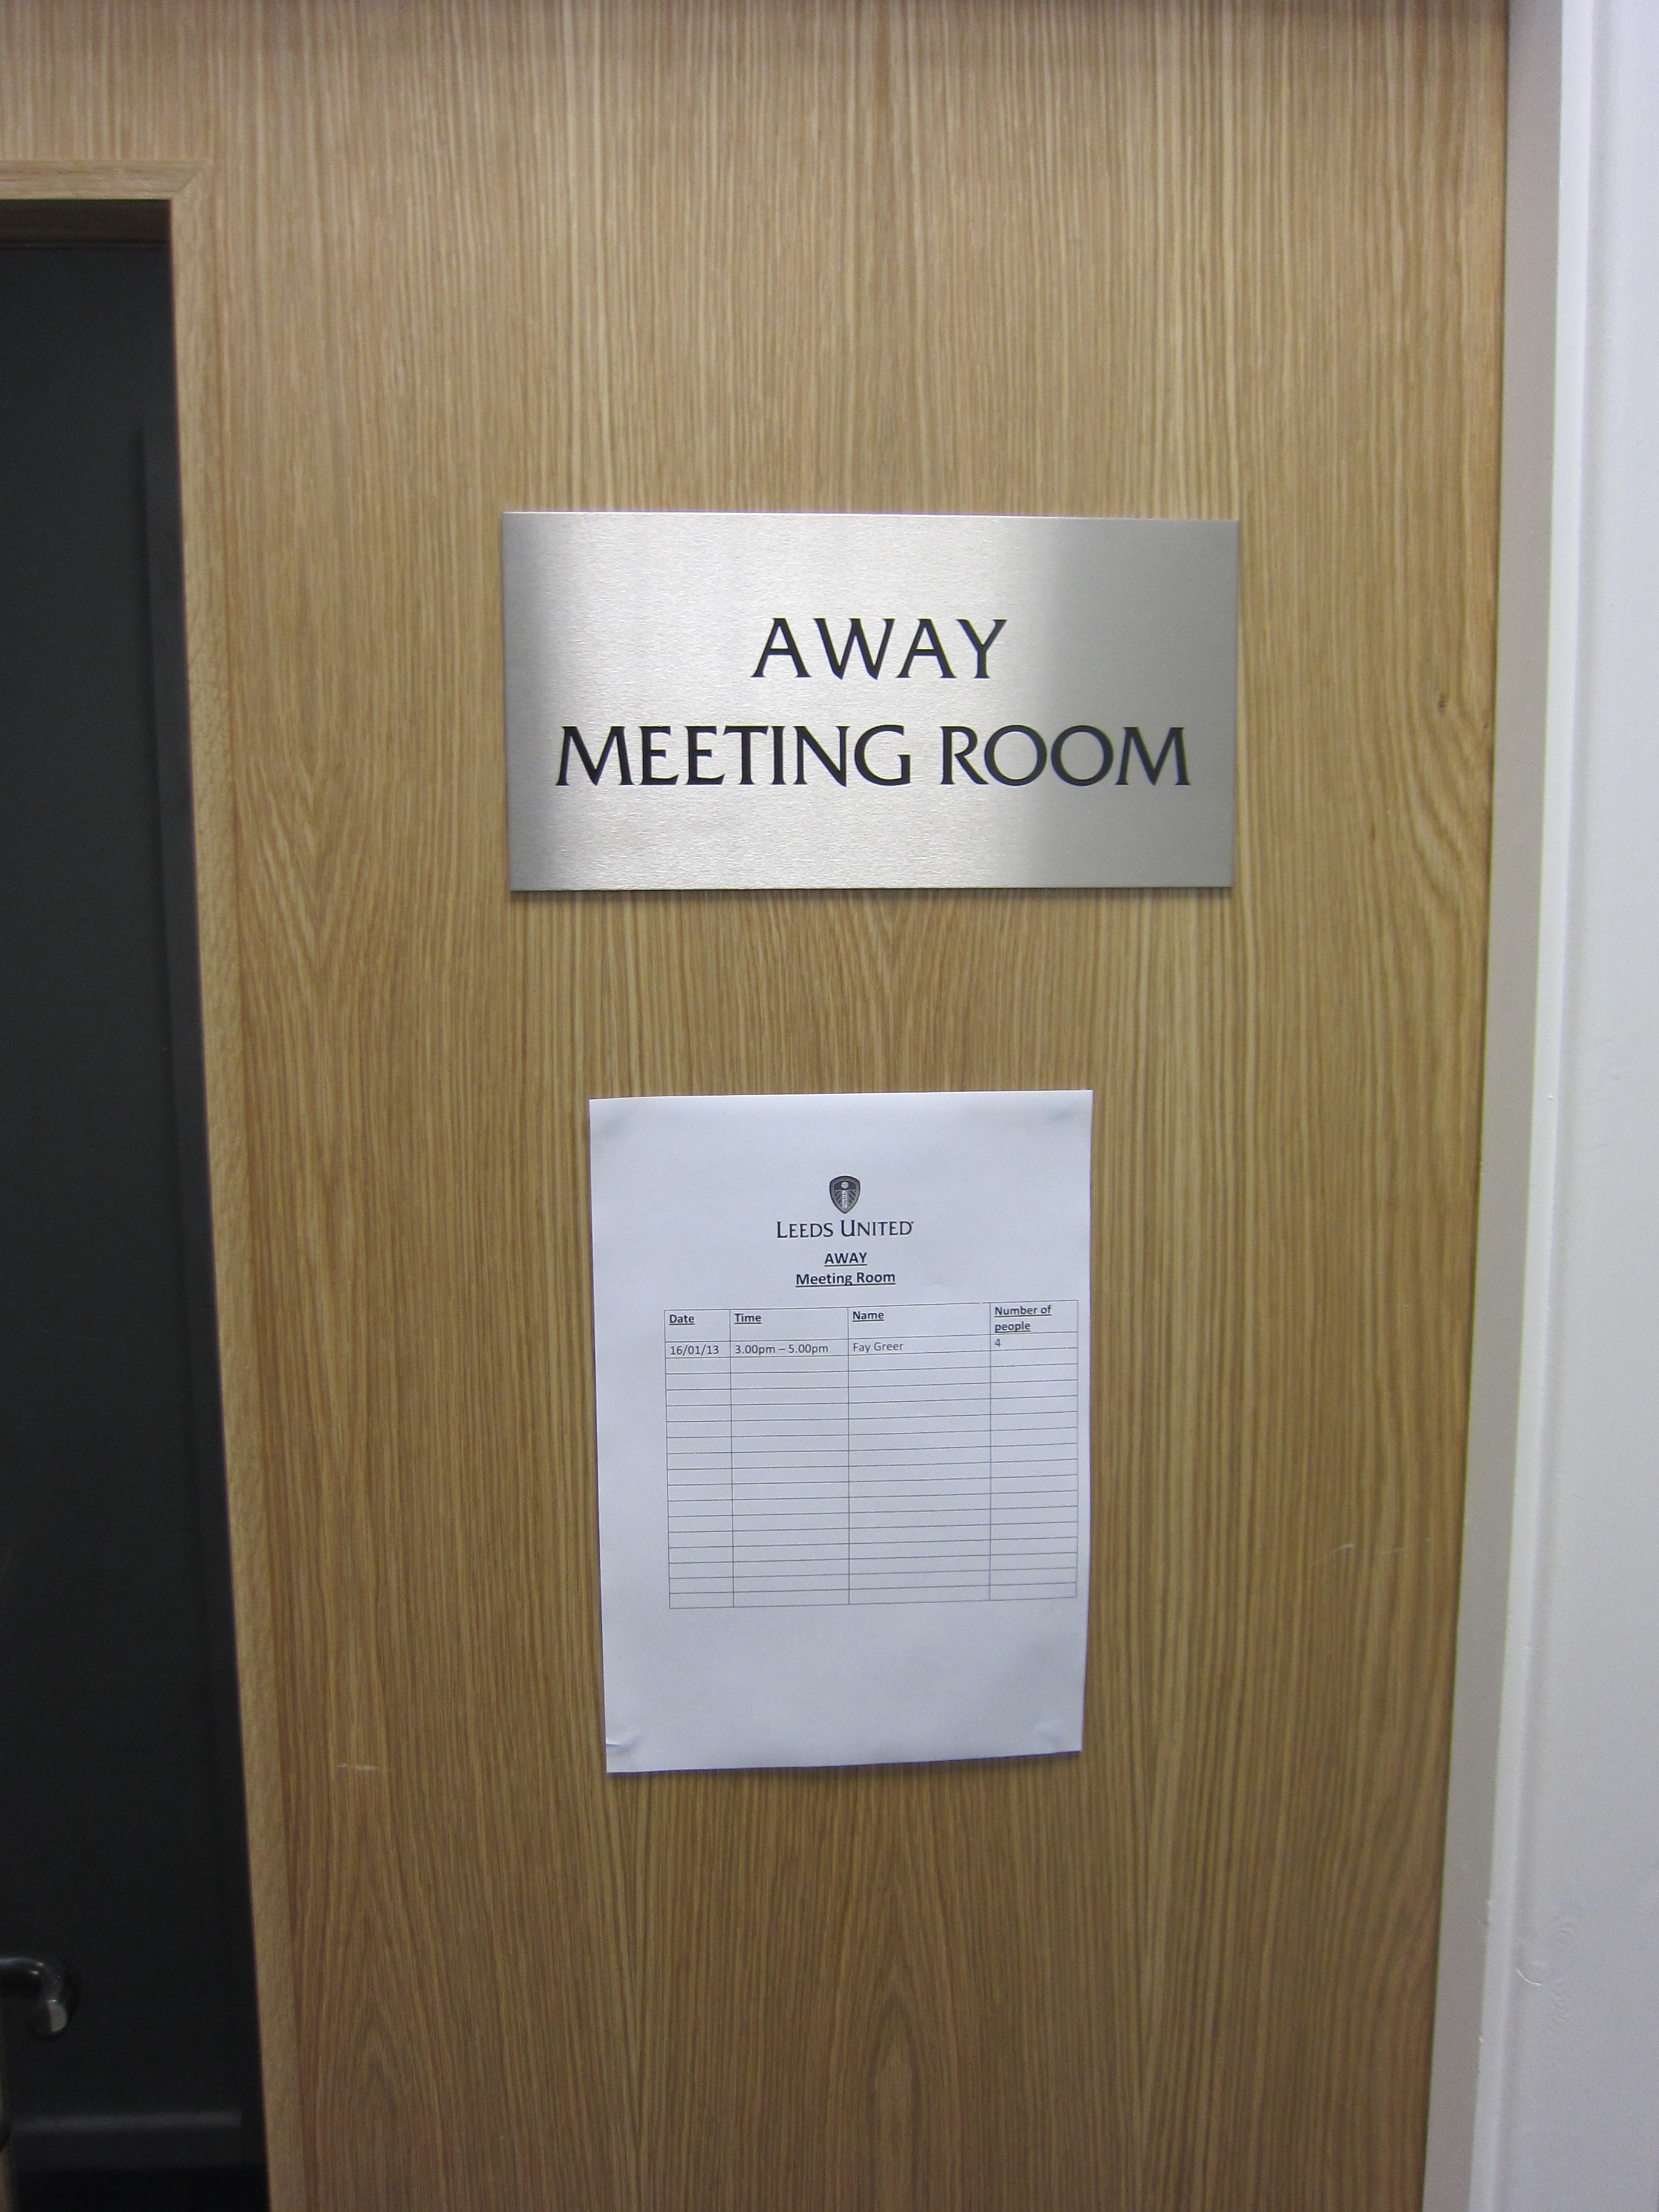 AWAY
MEETING ROOM
LEEDS UNITED
AWAY
Meeting Room
Date Time Name Number of people
16/01/13 3.00pm – 5.00pm Fay Greer 4